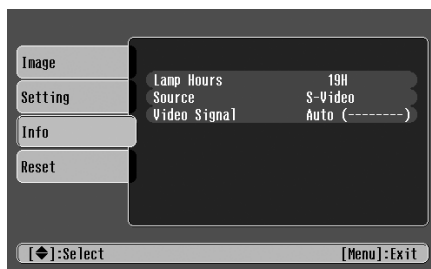 Image
Setting
Info
Reset
Lamp Hours 19H
Source S-Video
Video Signal Auto (--------)
[◆]:Select [Menu]:Exit